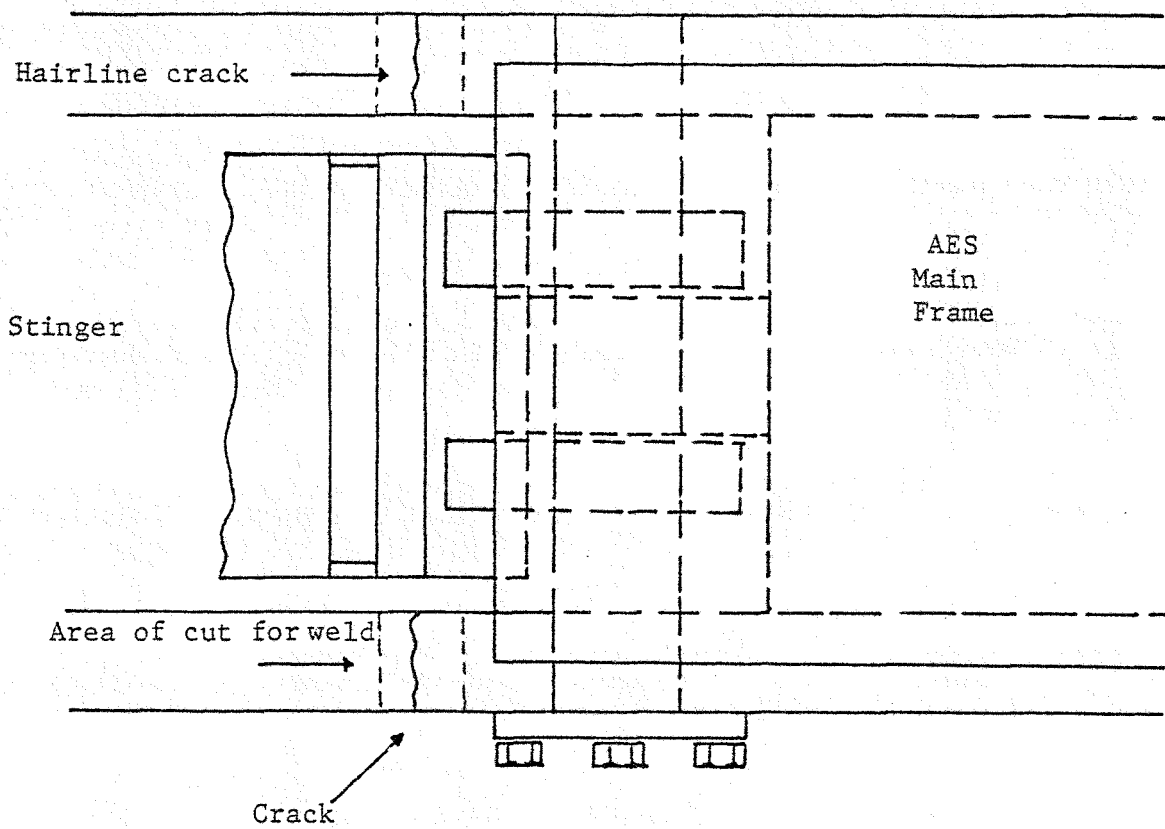 Hairline crack
AES
Main
Frame
Stinger
Area of cut for weld
Crack